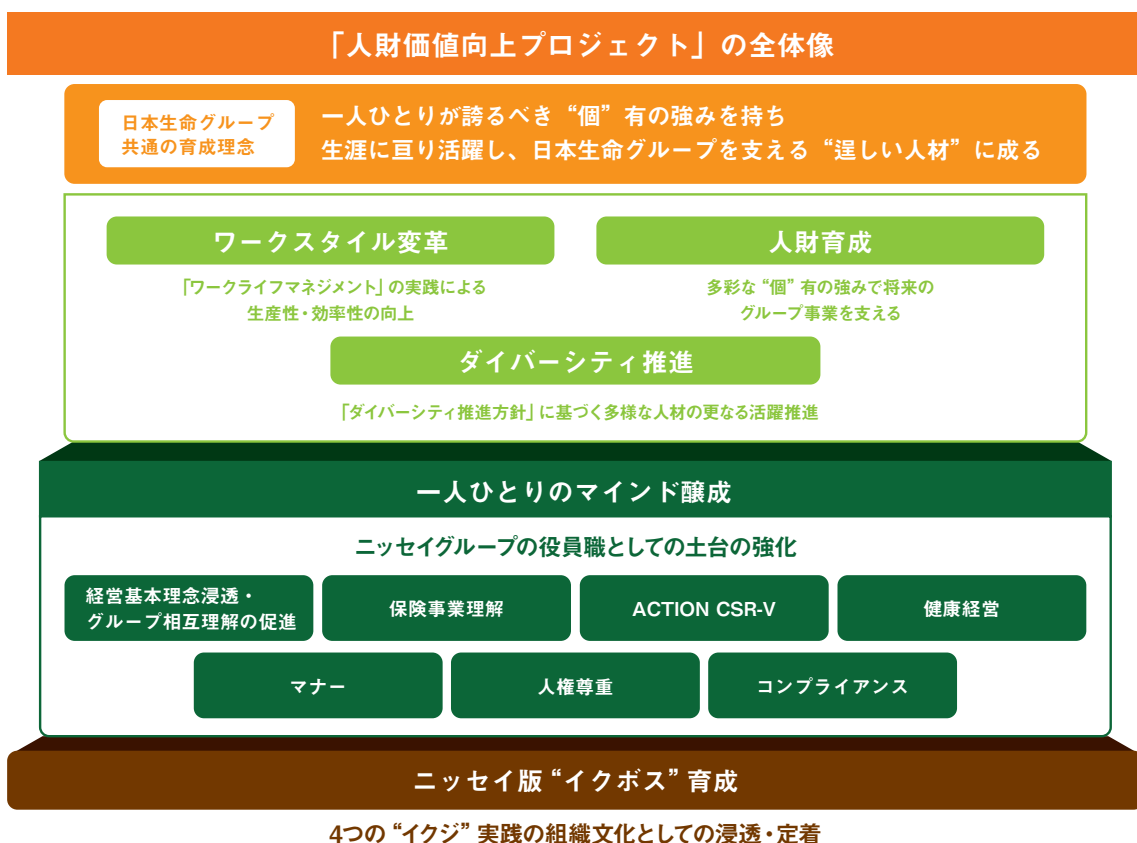 「人財価値向上プロジェクト」の全体像
日本生命グループ
共通の育成理念
一人ひとりが誇るべき“個”有の強みを持ち
生涯に亘り活躍し、日本生命グループを支える“逞しい人材”に成る
ワークスタイル変革
人財育成
「ワークライフマネジメント」の実践による
生産性・効率性の向上
多彩な“個”有の強みで将来の
グループ事業を支える
ダイバーシティ推進
「ダイバーシティ推進方針」に基づく多様な人材の更なる活躍推進
一人ひとりのマインド醸成
ニッセイグループの役員職としての土台の強化
経営基本理念浸透・
グループ相互理解の促進
保険事業理解
ACTION CSR-V
健康経営
マナー
人権尊重
コンプライアンス
ニッセイ版“イクボス”育成
4つの“イクジ”実践の組織文化としての浸透・定着